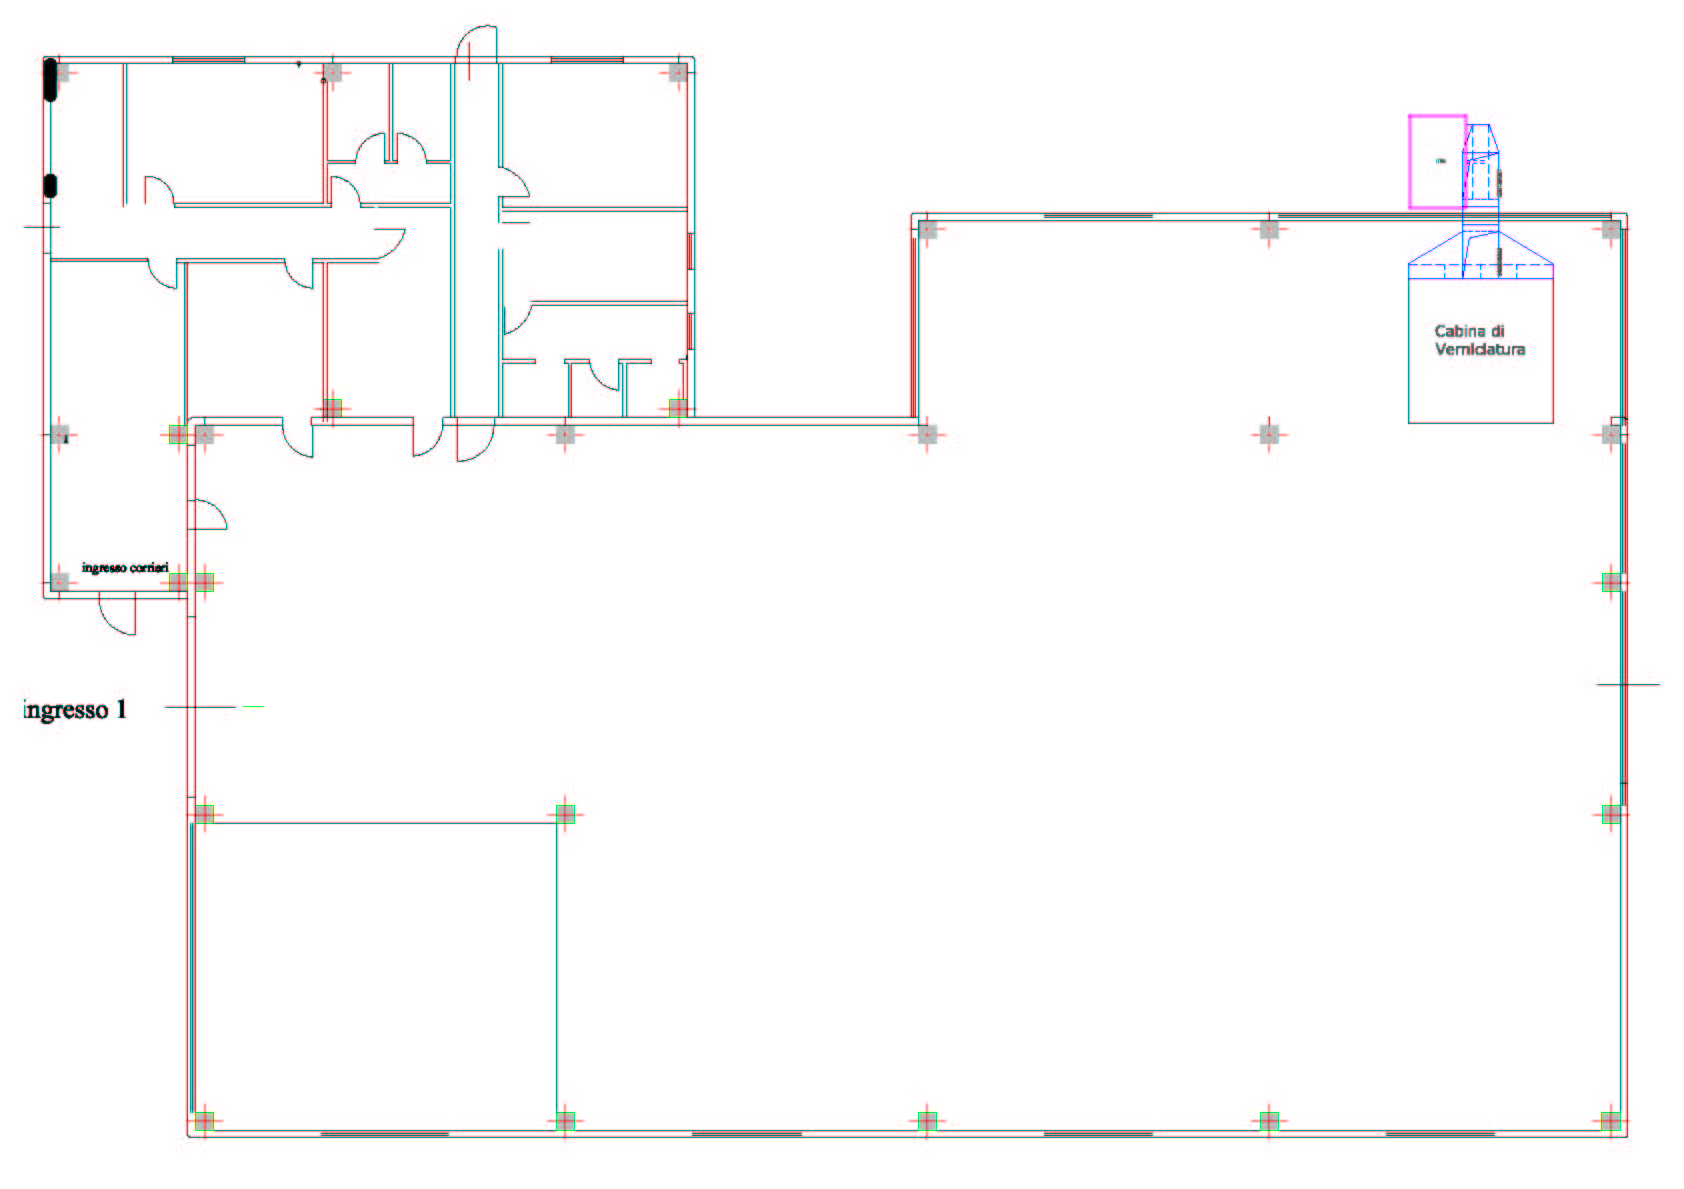 Cabina di
Verniciatura
ingresso corrieri
ingresso 1